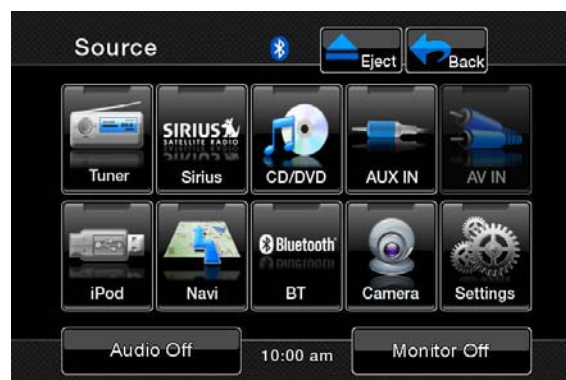 Source
Eject
Back
SIRIUS
SATELLITE RADIO
Tuner
Sirius
CD/DVD
AUX IN
AV IN
Bluetooth
iPod
Navi
BT
Camera
Settings
Audio Off
10:00 am
Monitor Off